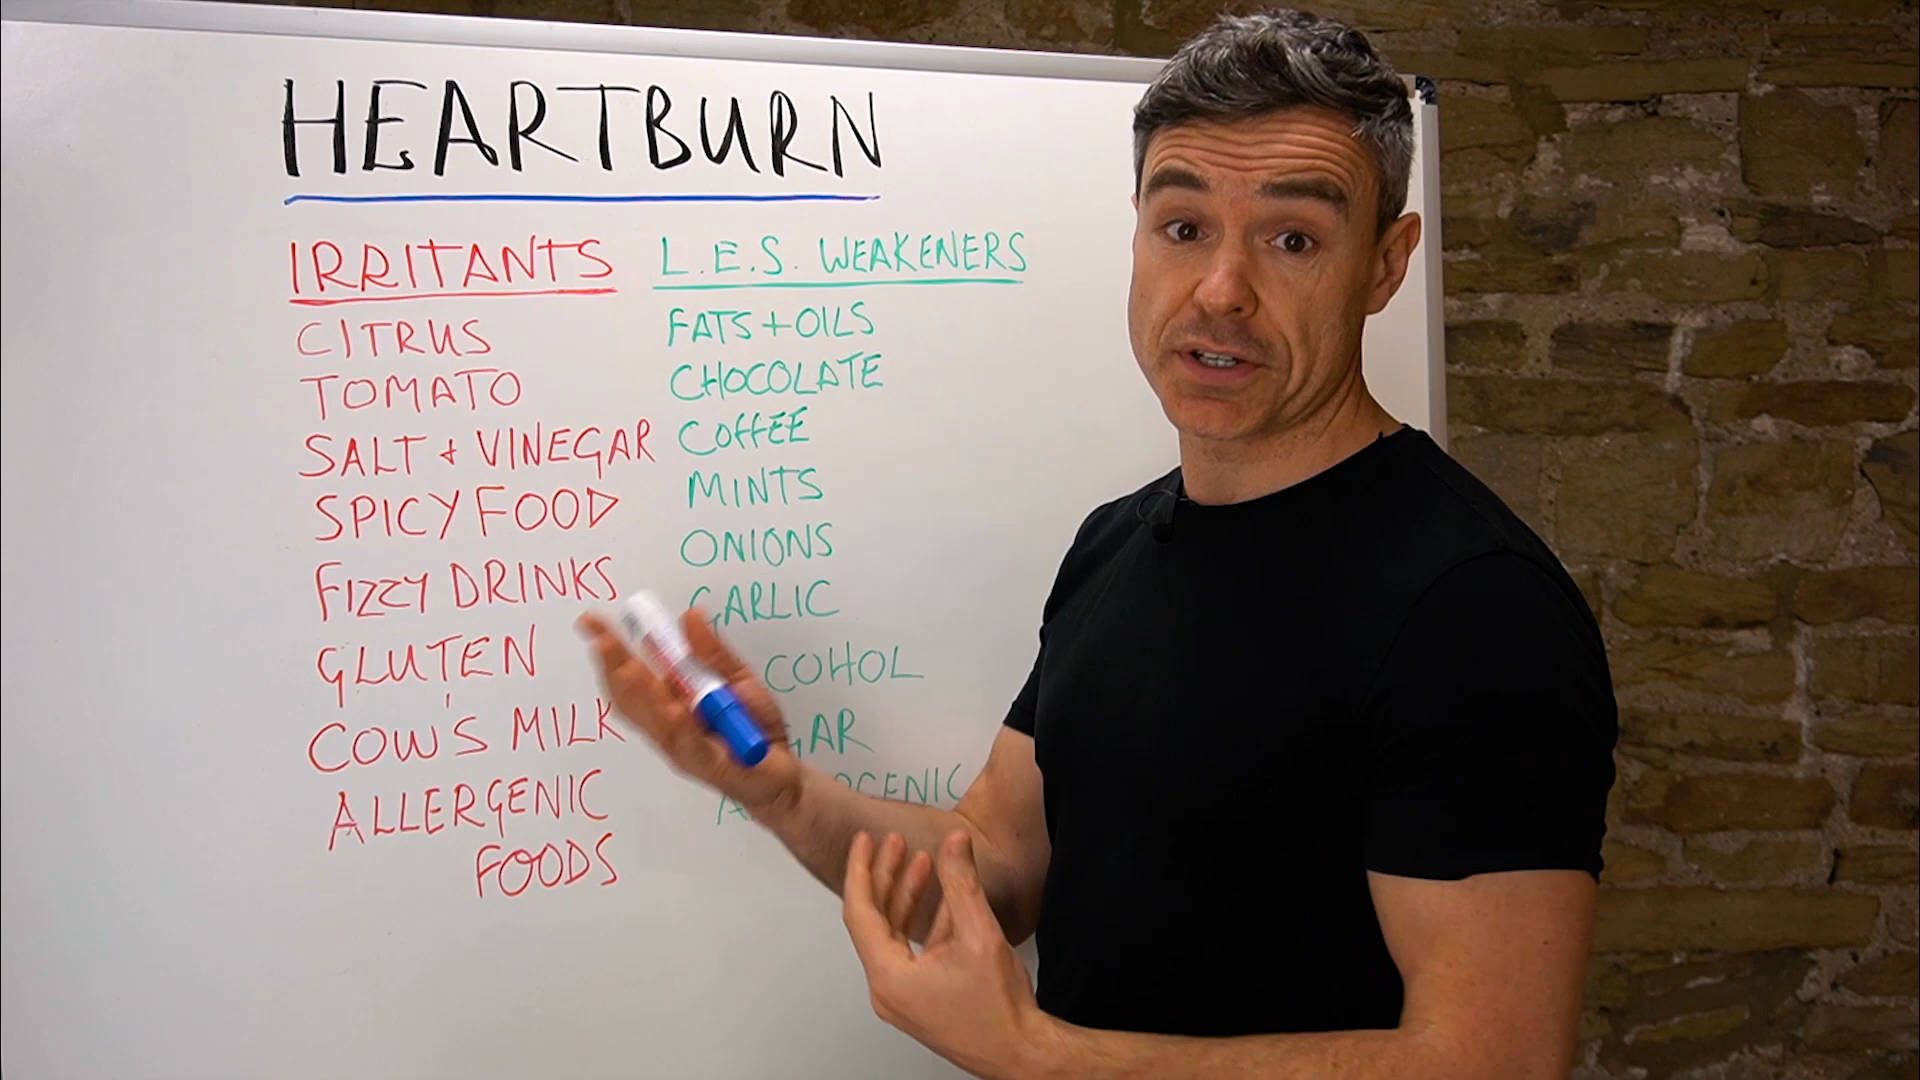 HEARTBURN
IRRITANTS
CITRUS
TOMATO
SALT + VINEGAR
SPICY FOOD
FIZZY DRINKS
GLUTEN
COW'S MILK
ALLERGENIC
FOODS
L.E.S. WEAKENERS
FATS + OILS
CHOCOLATE
COFFEE
MINTS
ONIONS
GARLIC